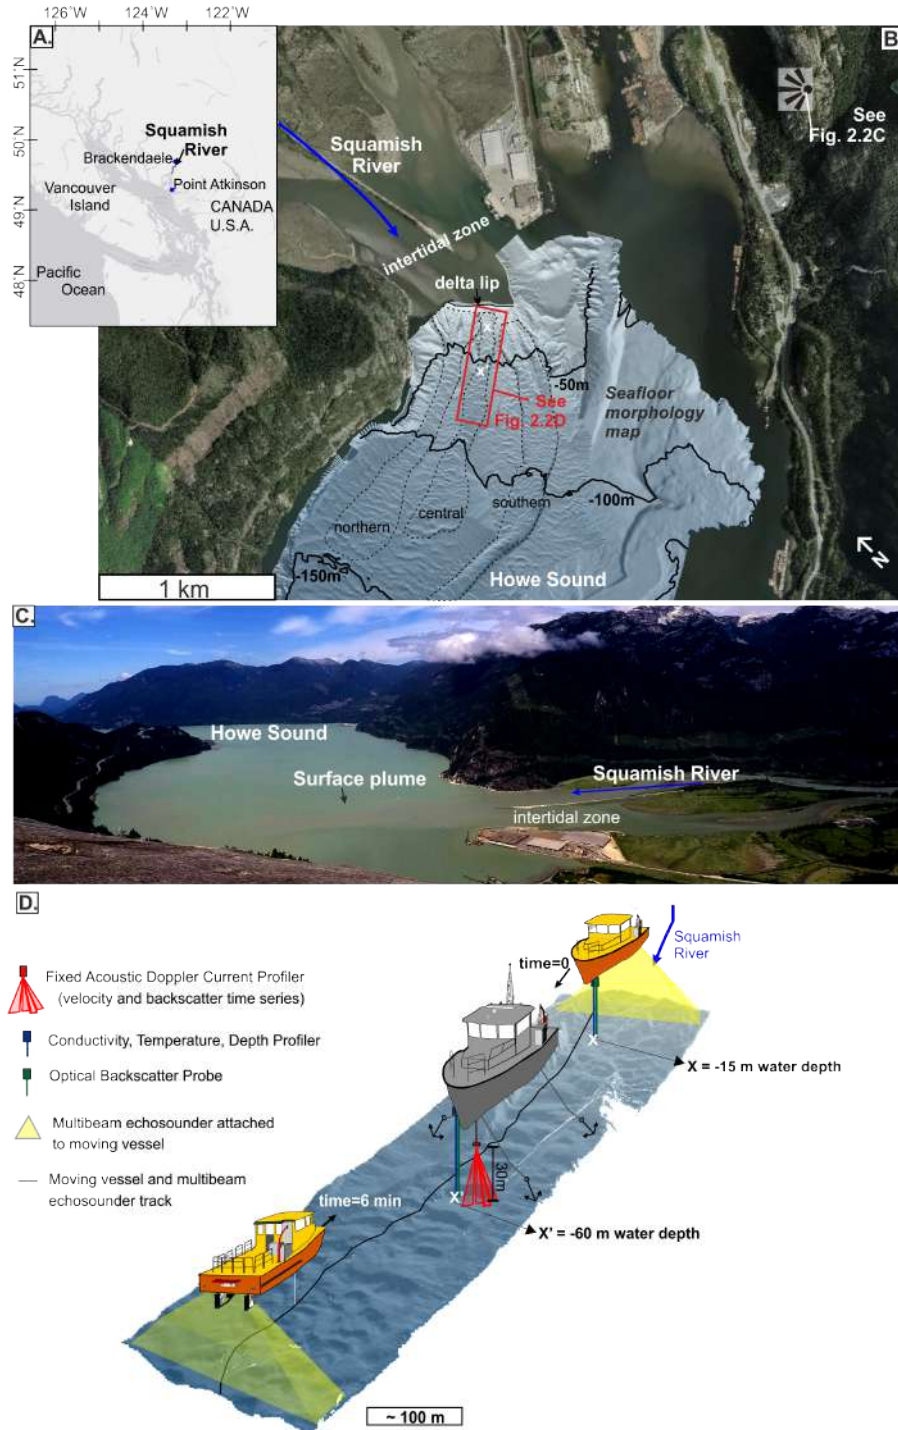 126°W 124°W 122°W
A.
51°N
50°N
49°N
48°N
Squamish
River
Brackendaele
Point Atkinson
Vancouver
Island
CANADA
U.S.A.
Pacific
Ocean
B.
See
Fig. 2.2C
Squamish
River
intertidal zone
delta lip
x
x'
See
Fig. 2.2D
-50m
Seafloor
morphology
map
-100m
southern
central
northern
-150m
Howe Sound
1 km
N
C.
Howe Sound
Surface plume
Squamish River
intertidal zone
D.
Fixed Acoustic Doppler Current Profiler
(velocity and backscatter time series)
Conductivity, Temperature, Depth Profiler
Optical Backscatter Probe
Multibeam echosounder attached
to moving vessel
Moving vessel and multibeam
echosounder track
Squamish
River
time=0
X
X = -15 m water depth
30m
X'
X' = -60 m water depth
time=6 min
~ 100 m